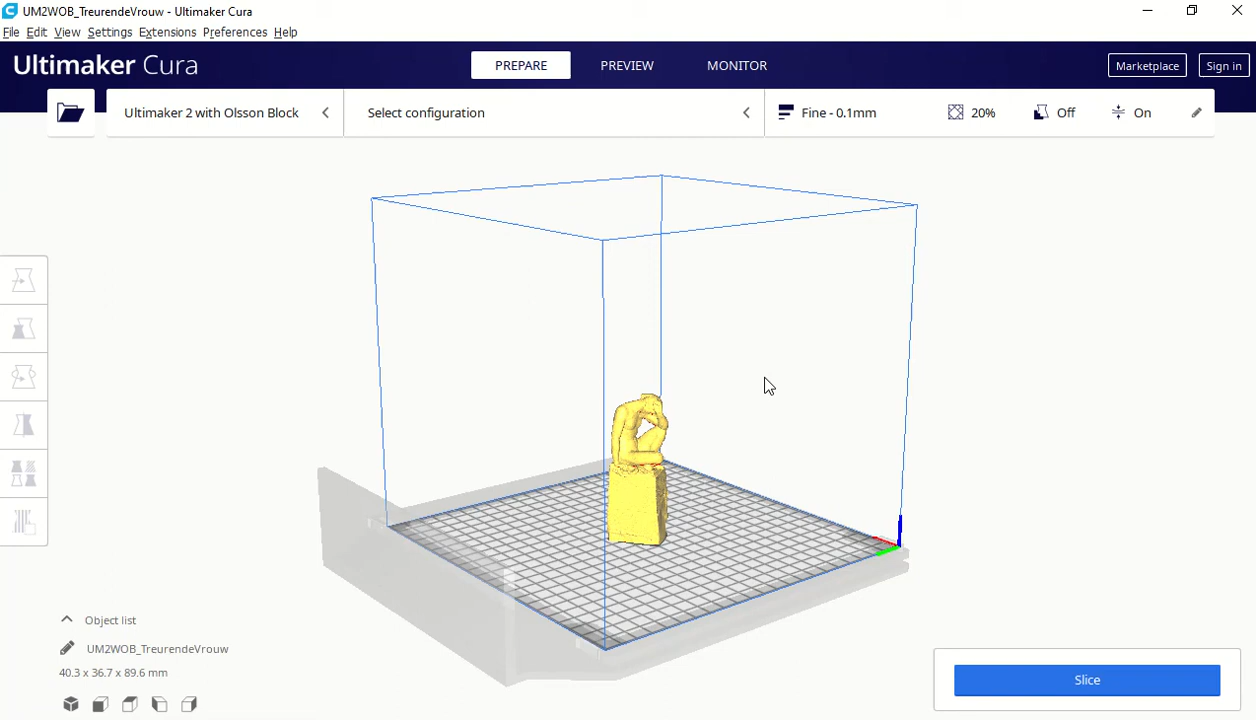 UM2WOB_TreurendeVrouw - Ultimaker Cura
File Edit View Settings Extensions Preferences Help
Ultimaker Cura PREPARE PREVIEW MONITOR Marketplace Sign in
Ultimaker 2 with Olsson Block Select configuration Fine - 0.1mm 20% Off On
Object list
UM2WOB_TreurendeVrouw
40.3 x 36.7 x 89.6 mm
Slice